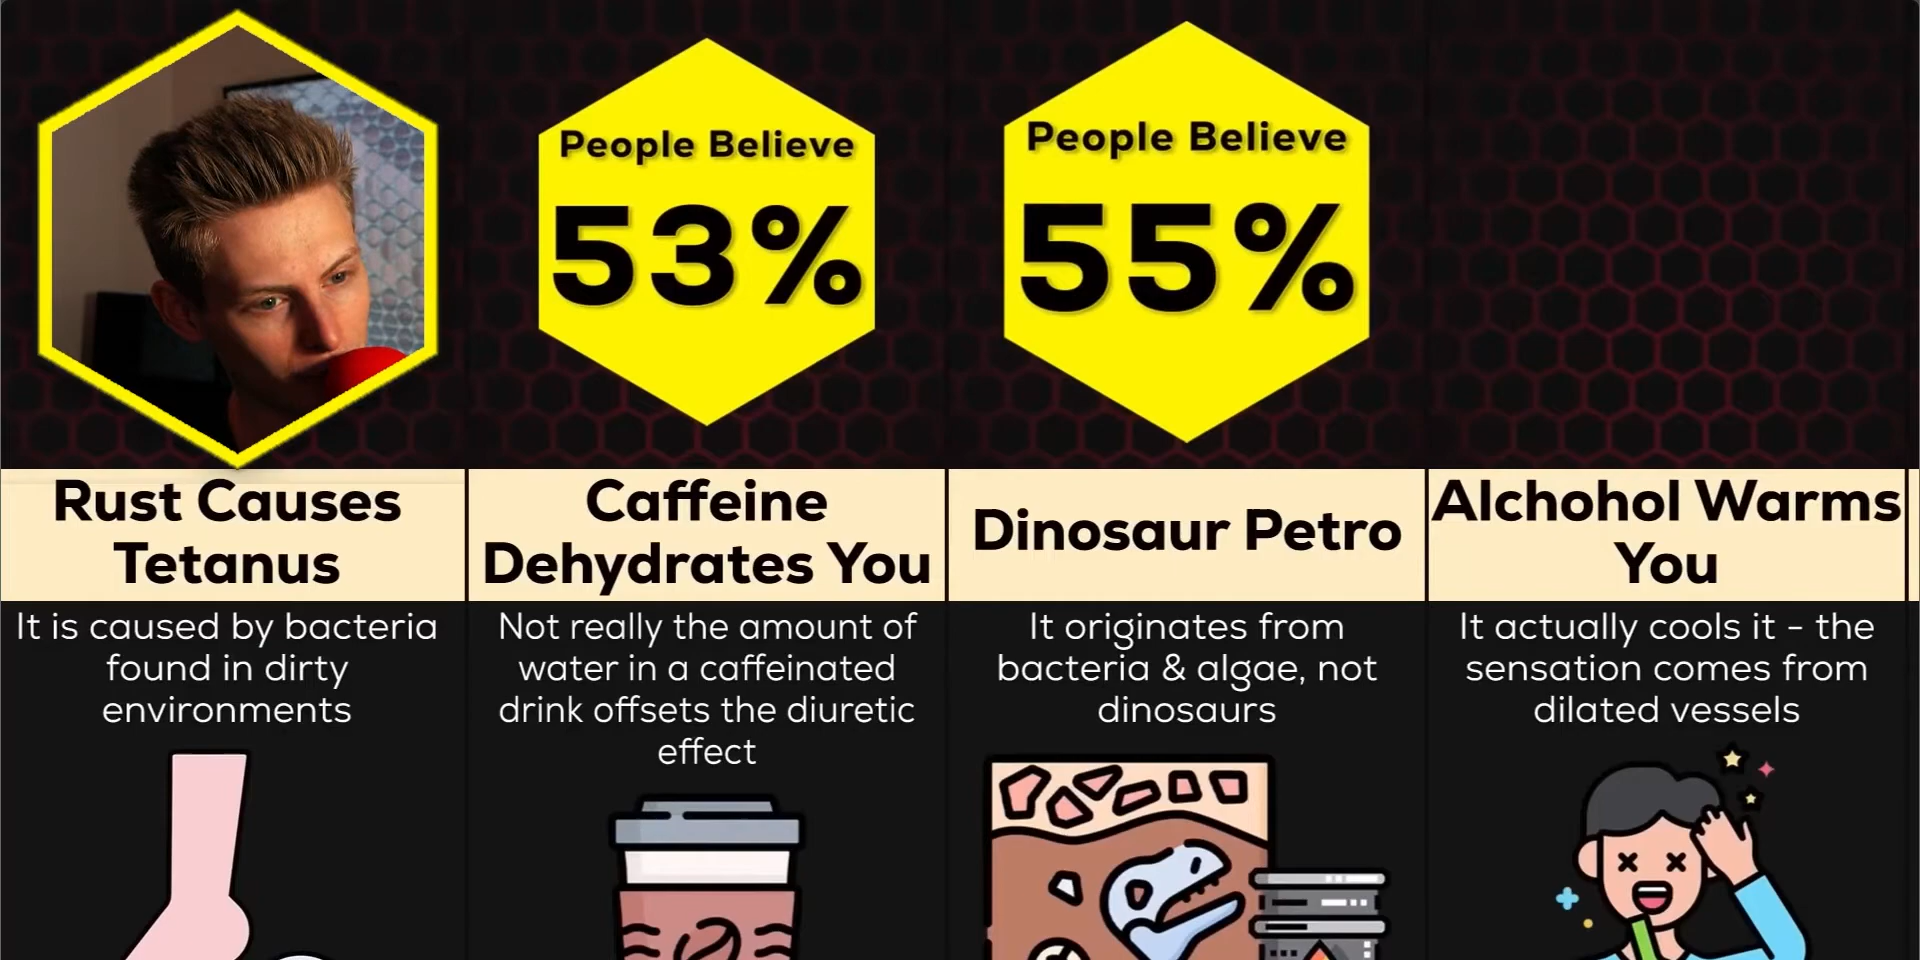 People Believe
53%
People Believe
55%
Rust Causes
Tetanus
It is caused by bacteria
found in dirty
environments
Caffeine
Dehydrates You
Not really the amount of
water in a caffeinated
drink offsets the diuretic
effect
Dinosaur Petro
It originates from
bacteria & algae, not
dinosaurs
Alchohol Warms
You
It actually cools it - the
sensation comes from
dilated vessels